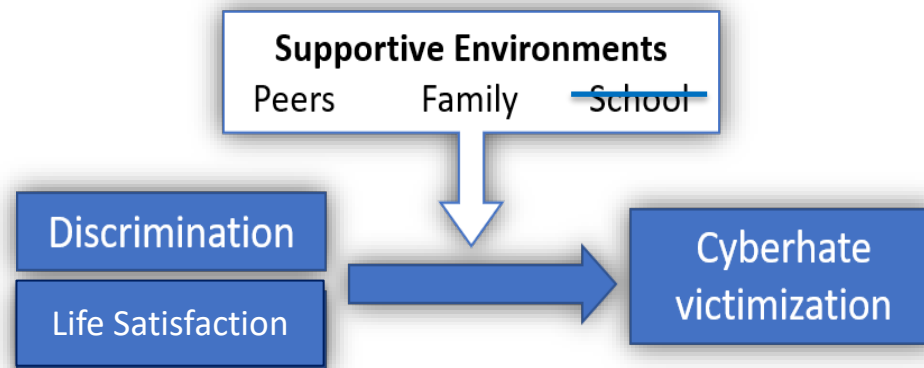 Supportive Environments
Peers Family School
Discrimination
Life Satisfaction
Cyberhate
victimization